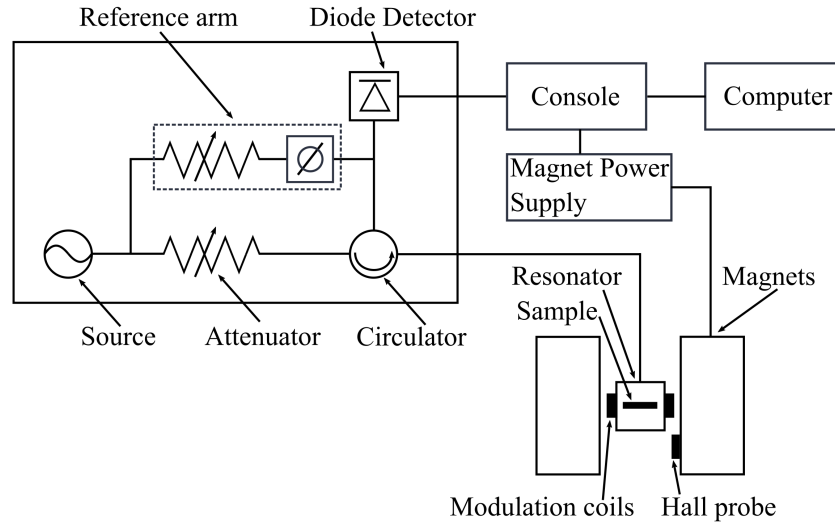 Reference arm
Diode Detector
Console
Computer
Magnet Power
Supply
Resonator
Sample
Magnets
Source
Attenuator
Circulator
Modulation coils
Hall probe